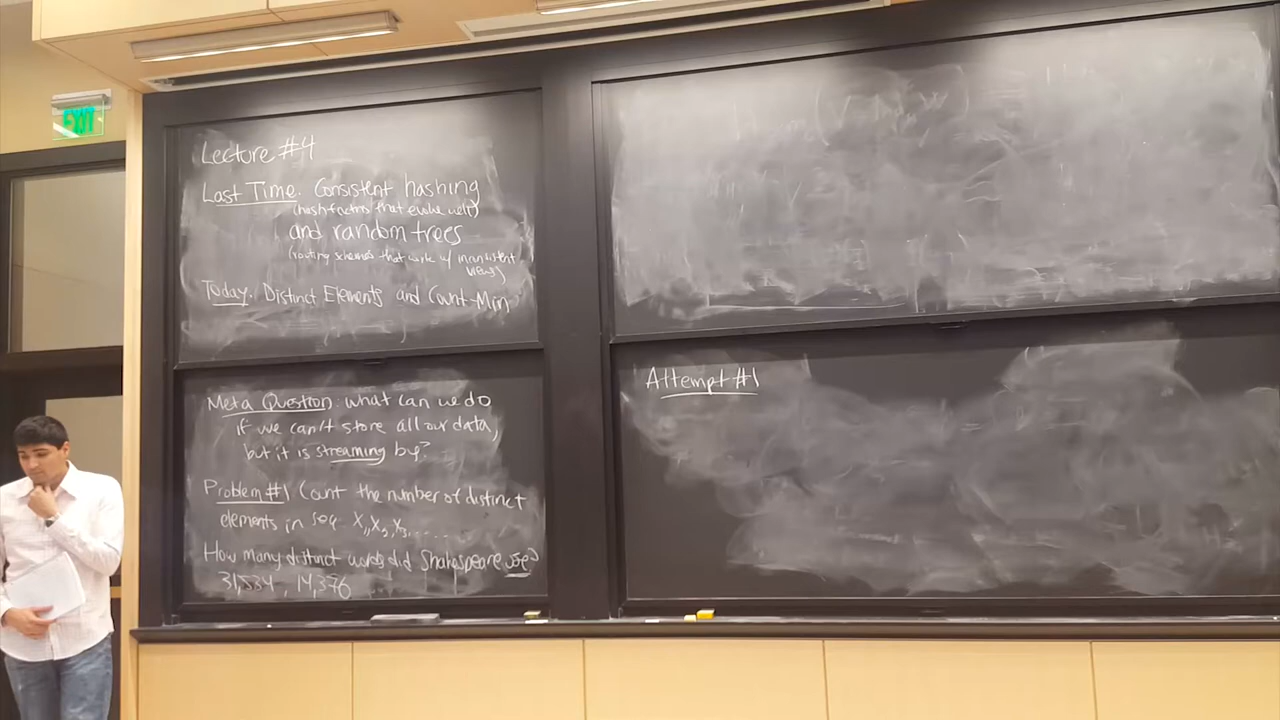 EXIT
Lecture #4
Last Time: Consistent hashing
(hash fuctns that evolve well)
and random trees
(routing schemes that work w/ inconsistent
views)
Today: Distinct Elements and Count-Min
Meta Question: what can we do
if we can't store all our data,
but it is streaming by?
Problem #1 Count the number of distinct
elements in seq. X₁, X₂, X₃, .....
How many distinct words did Shakespeare use?
31,534, 14,376
Attempt #1